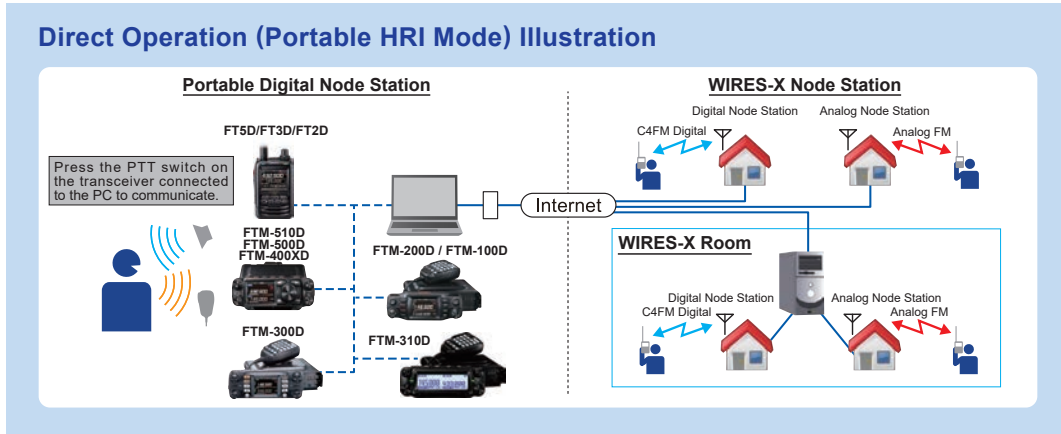 Direct Operation (Portable HRI Mode) Illustration
Portable Digital Node Station
FT5D/FT3D/FT2D
Press the PTT switch on
the transceiver connected
to the PC to communicate.
FTM-510D
FTM-500D
FTM-400XD
FTM-200D / FTM-100D
FTM-300D
FTM-310D
Internet
WIRES-X Node Station
Digital Node Station
Analog Node Station
C4FM Digital
Analog FM
WIRES-X Room
Digital Node Station
Analog Node Station
C4FM Digital
Analog FM